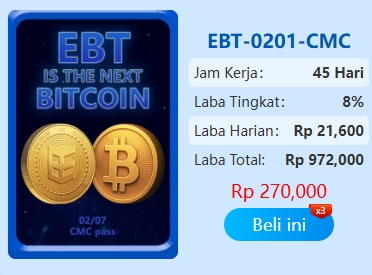 EBT
IS THE NEXT
BITCOIN
02/07
CMC pass
EBT-0201-CMC
Jam Kerja: 45 Hari
Laba Tingkat: 8%
Laba Harian: Rp 21,600
Laba Total: Rp 972,000
Rp 270,000
x3
Beli ini